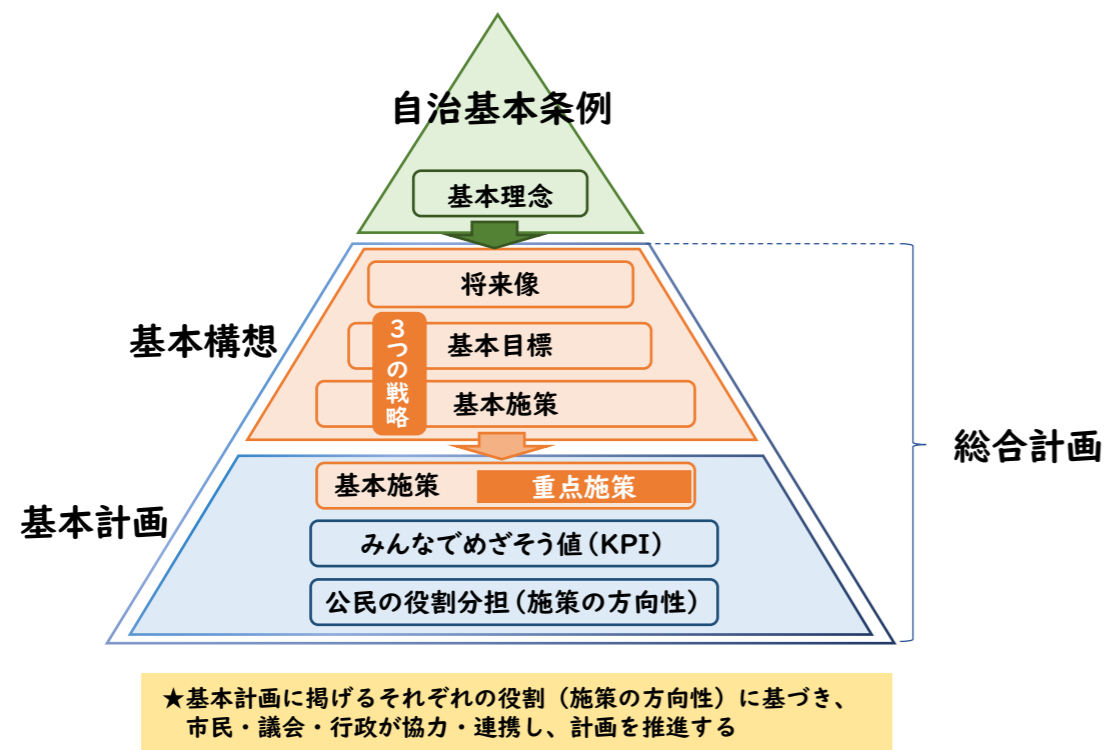 自治基本条例
基本理念
将来像
基本構想
3つの戦略
基本目標
基本施策
総合計画
基本施策
重点施策
基本計画
みんなでめざそう値(KPI)
公民の役割分担(施策の方向性)
★基本計画に掲げるそれぞれの役割(施策の方向性)に基づき、
市民・議会・行政が協力・連携し、計画を推進する